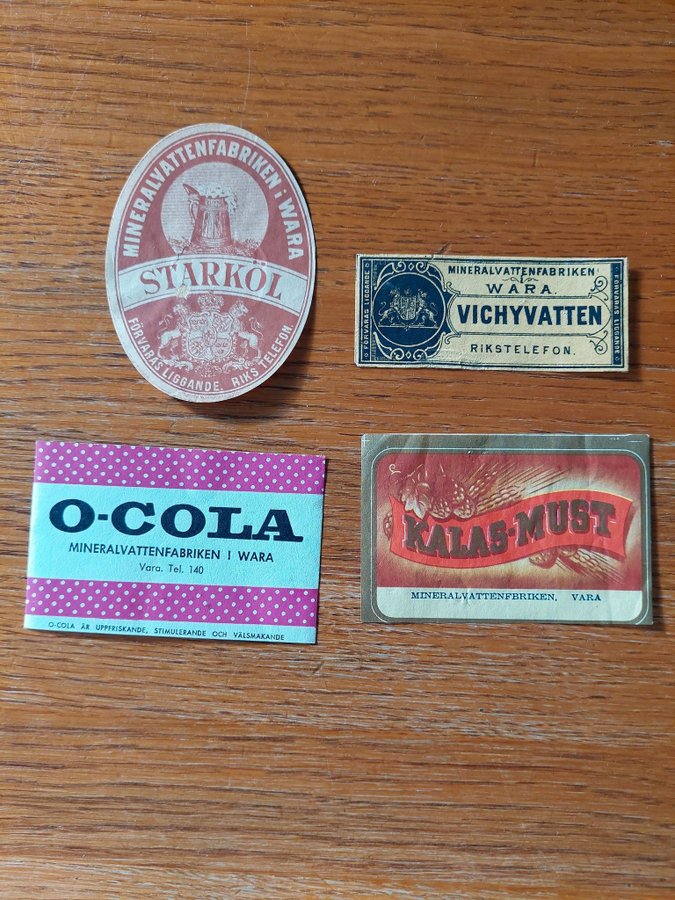 MINERALVATTENFABRIKEN i WARA
STARKÖL
FÖRVARAS LIGGANDE. RIKS TELEFON.
FÖRVARAS LIGGANDE
MINERALVATTENFABRIKEN
i
WARA.
VICHYVATTEN
RIKSTELEFON.
FÖRVARAS LIGGANDE
O-COLA
MINERALVATTENFABRIKEN I WARA
Vara. Tel. 140
O-COLA ÄR UPPFRISKANDE, STIMULERANDE OCH VÄLSMAKANDE
KALAS-MUST
MINERALVATTENFBRIKEN, VARA